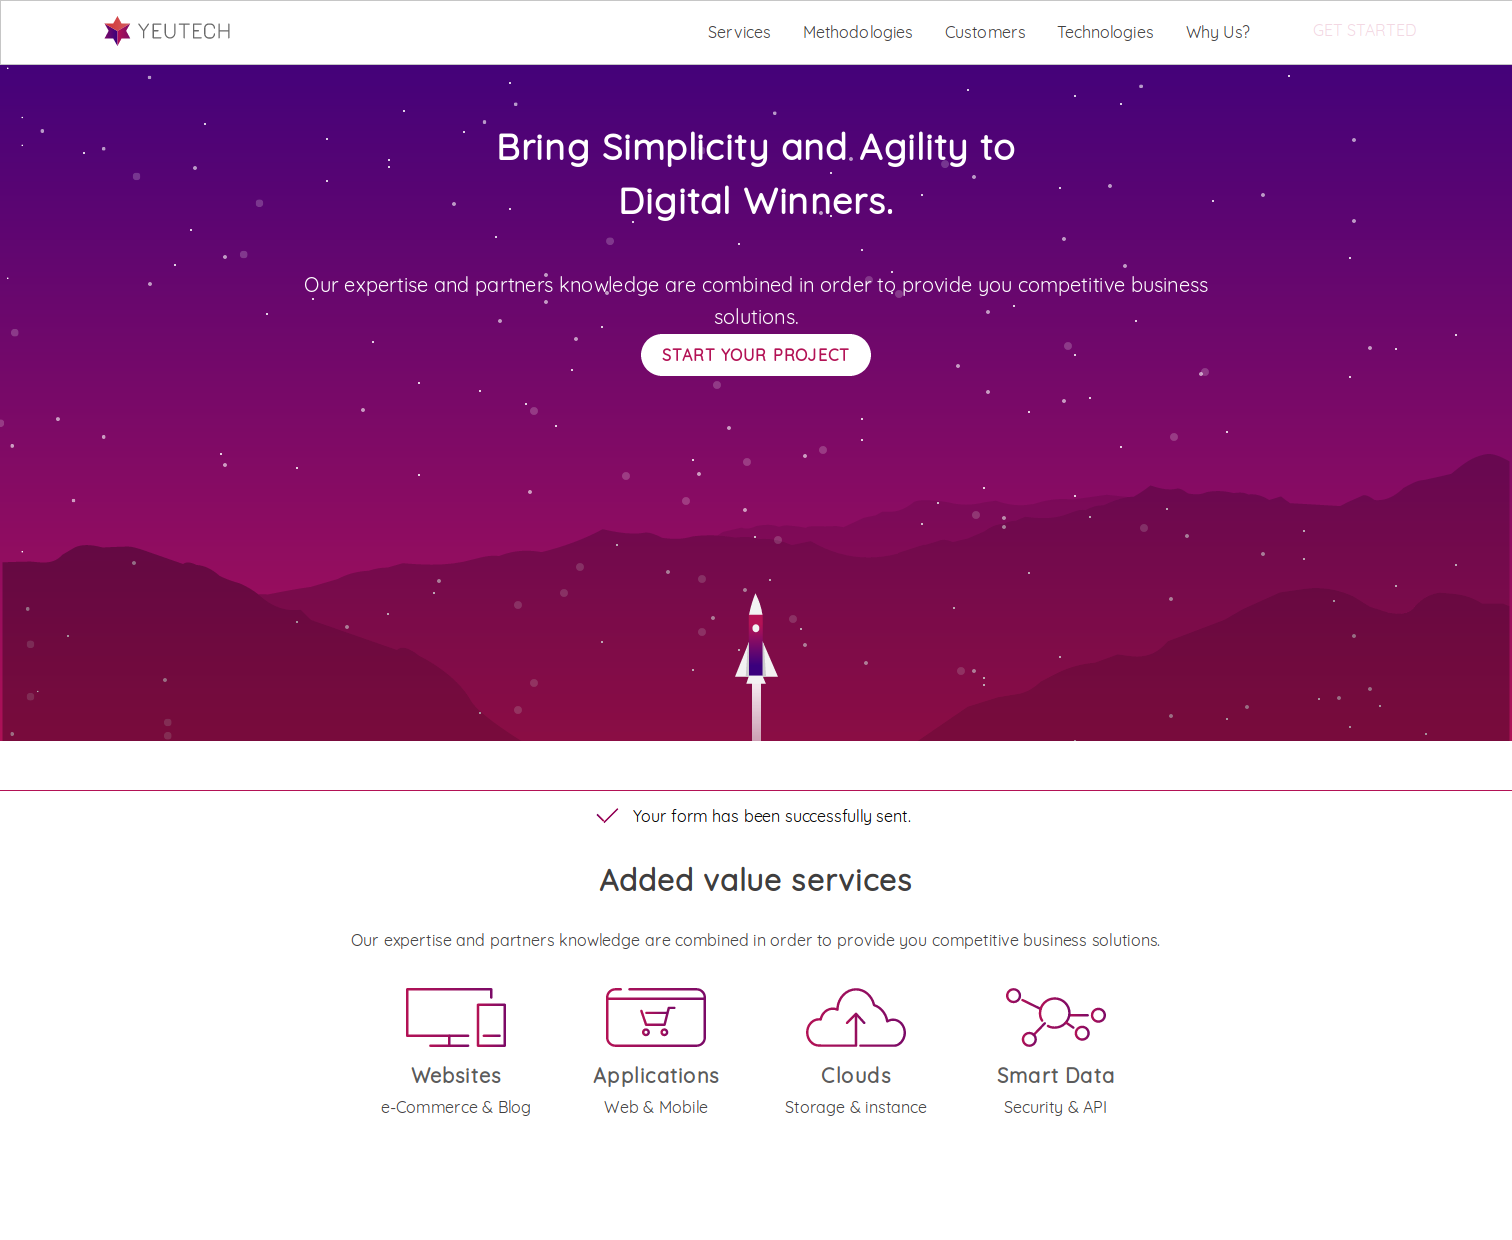 YEUTECH
Services
Methodologies
Customers
Technologies
Why Us?
GET STARTED
Bring Simplicity and Agility to
Digital Winners.
Our expertise and partners knowledge are combined in order to provide you competitive business
solutions.
START YOUR PROJECT
Your form has been successfully sent.
Added value services
Our expertise and partners knowledge are combined in order to provide you competitive business solutions.
Websites
e-Commerce & Blog
Applications
Web & Mobile
Clouds
Storage & instance
Smart Data
Security & API